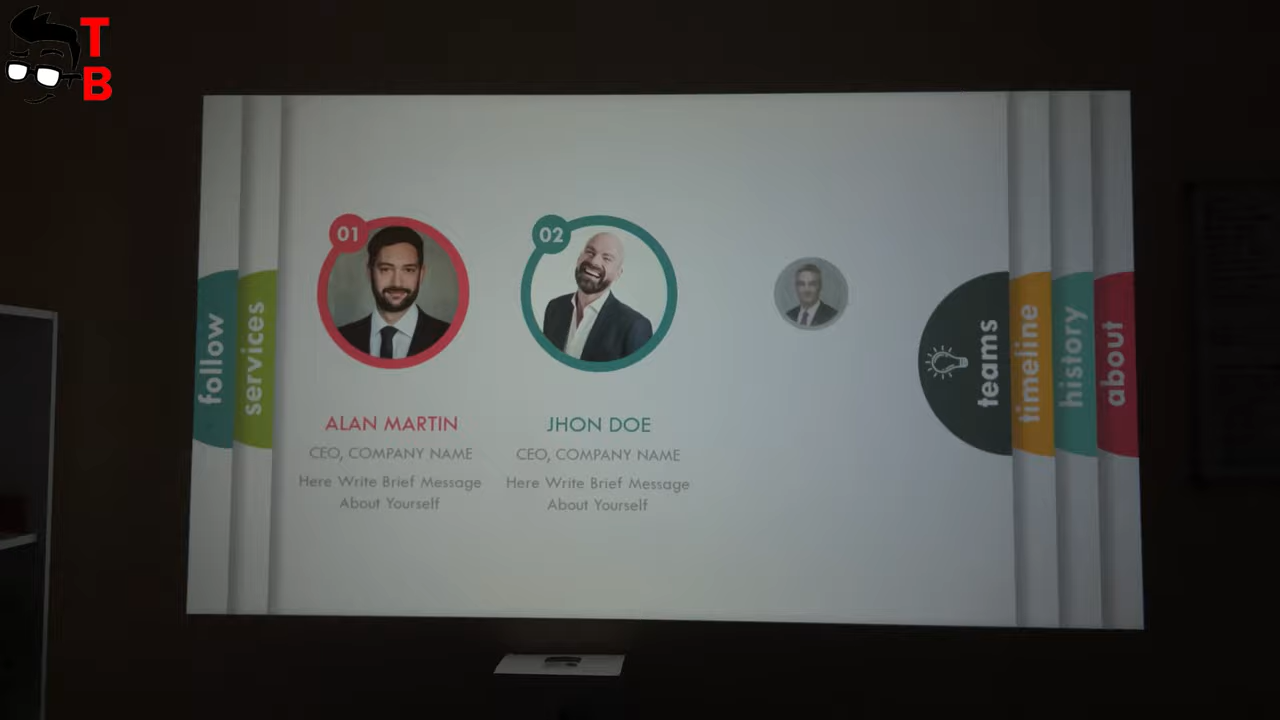 T
B
follow
services
01
ALAN MARTIN
CEO, COMPANY NAME
Here Write Brief Message
About Yourself
02
JHON DOE
CEO, COMPANY NAME
Here Write Brief Message
About Yourself
teams
timeline
history
about